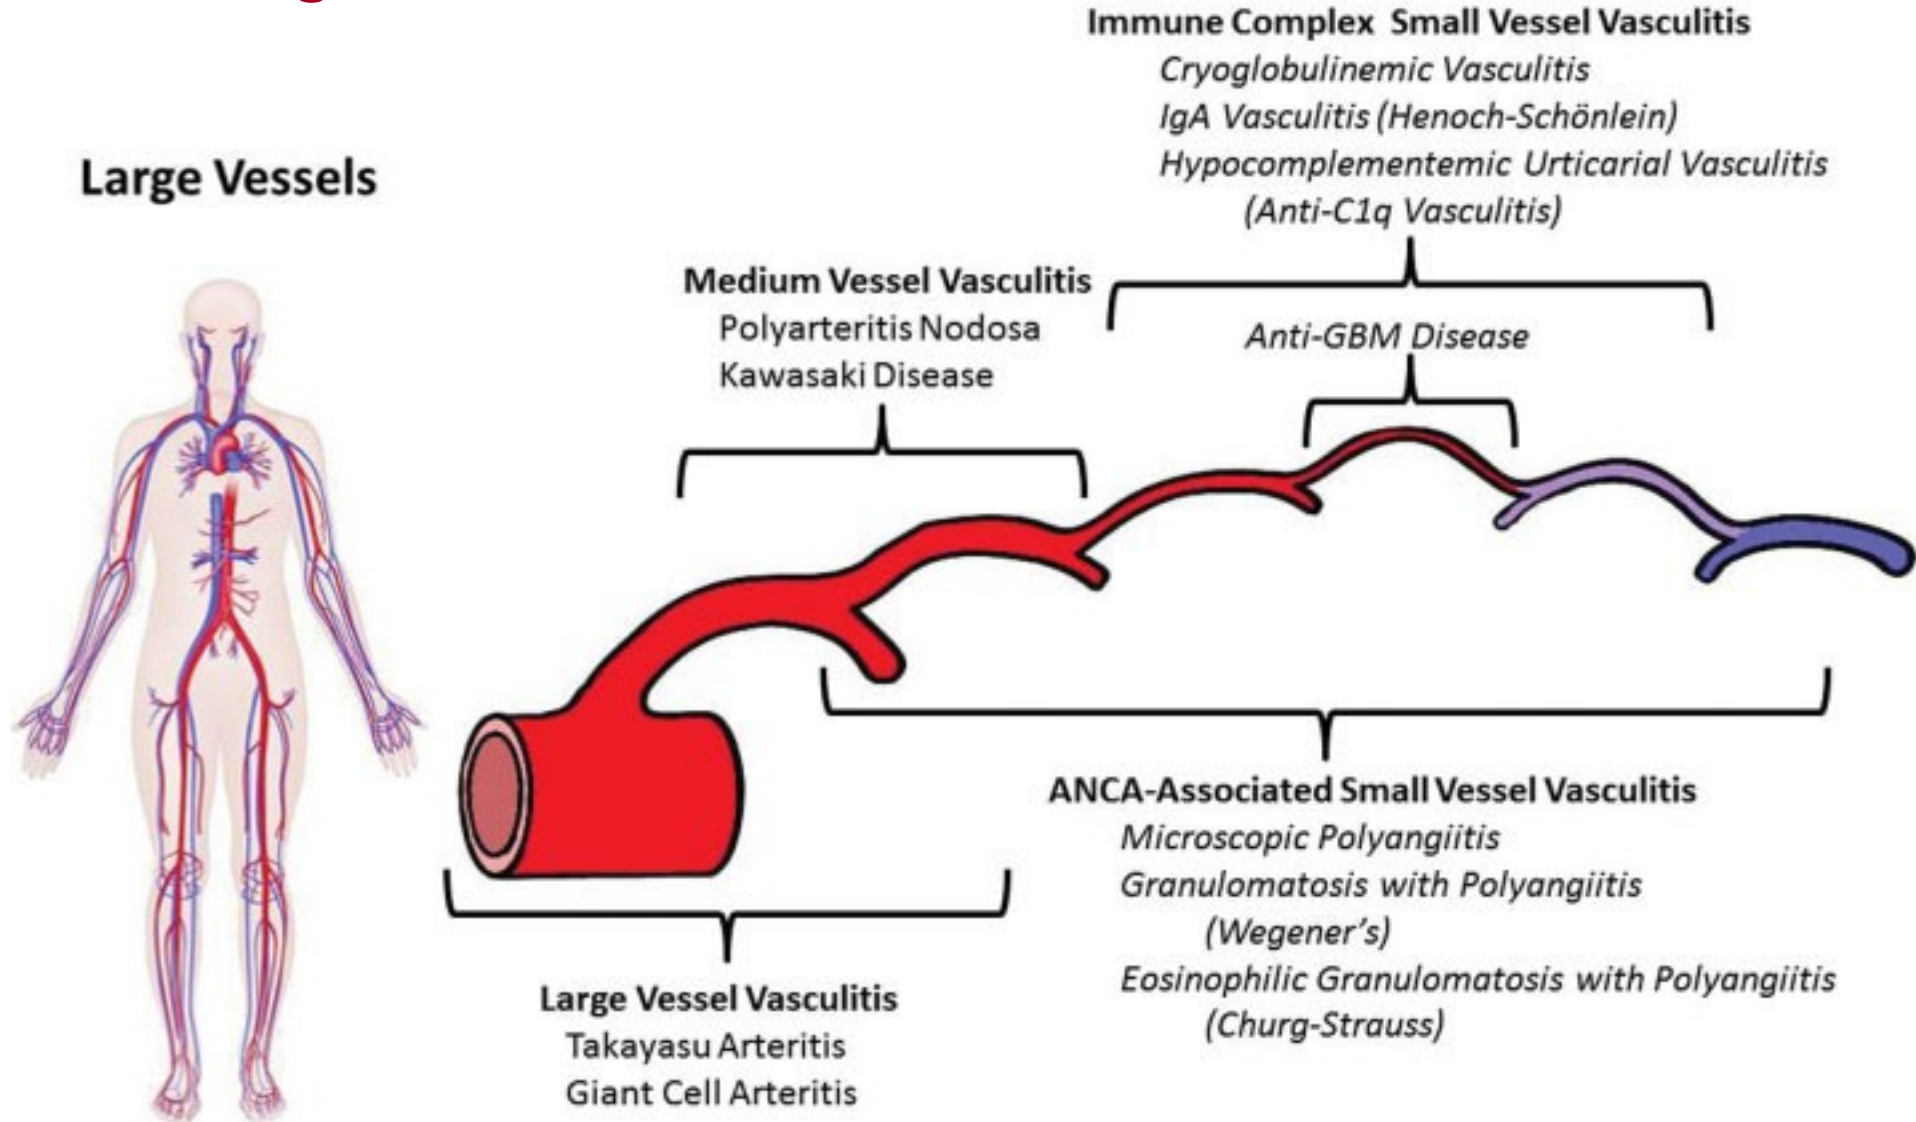 Large Vessels
Immune Complex Small Vessel Vasculitis
Cryoglobulinemic Vasculitis
IgA Vasculitis (Henoch-Schönlein)
Hypocomplementemic Urticarial Vasculitis
(Anti-C1q Vasculitis)
Medium Vessel Vasculitis
Polyarteritis Nodosa
Kawasaki Disease
Anti-GBM Disease
ANCA-Associated Small Vessel Vasculitis
Microscopic Polyangiitis
Granulomatosis with Polyangiitis
(Wegener’s)
Eosinophilic Granulomatosis with Polyangiitis
(Churg-Strauss)
Large Vessel Vasculitis
Takayasu Arteritis
Giant Cell Arteritis